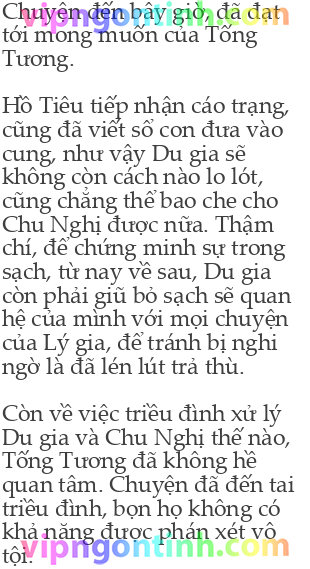 Chuyện đến bây giờ, đã đạt
tới mong muốn của Tống
Tương.
Hồ Tiêu tiếp nhận cáo trạng,
cũng đã viết sổ con đưa vào
cung, như vậy Du gia sẽ
không còn cách nào lo lót,
cũng chẳng thể bao che cho
Chu Nghị được nữa. Thậm
chí, để chứng minh sự trong
sạch, từ nay về sau, Du gia
còn phải giũ bỏ sạch sẽ quan
hệ của mình với mọi chuyện
của Lý gia, để tránh bị nghi
ngờ là đã lén lút trả thù.
Còn về việc triều đình xử lý
Du gia và Chu Nghị thế nào,
Tống Tương đã không hề
quan tâm. Chuyện đã đến tai
triều đình, bọn họ không có
khả năng được phán xét vô
tội.
vipngontinh.com
vipngontinh.com